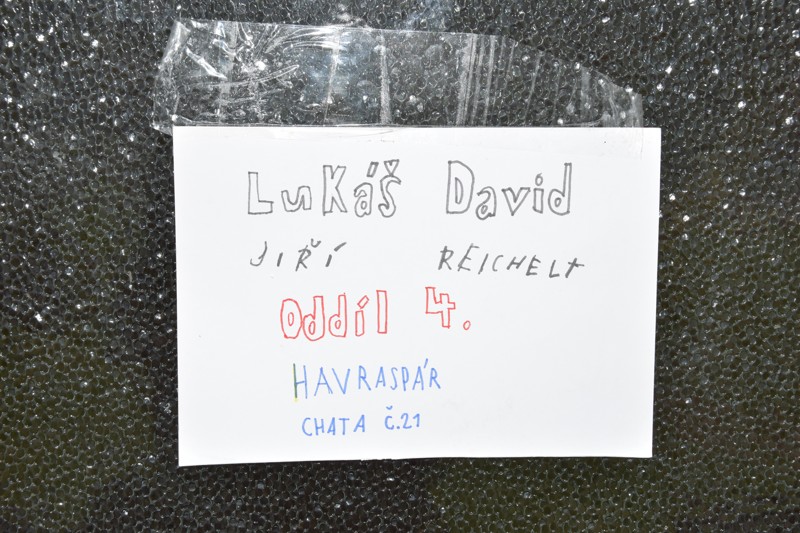 LuKáš David
JIŘÍ REICHELT
Oddíl 4.
HAVRASPÁR
CHATA Č.21